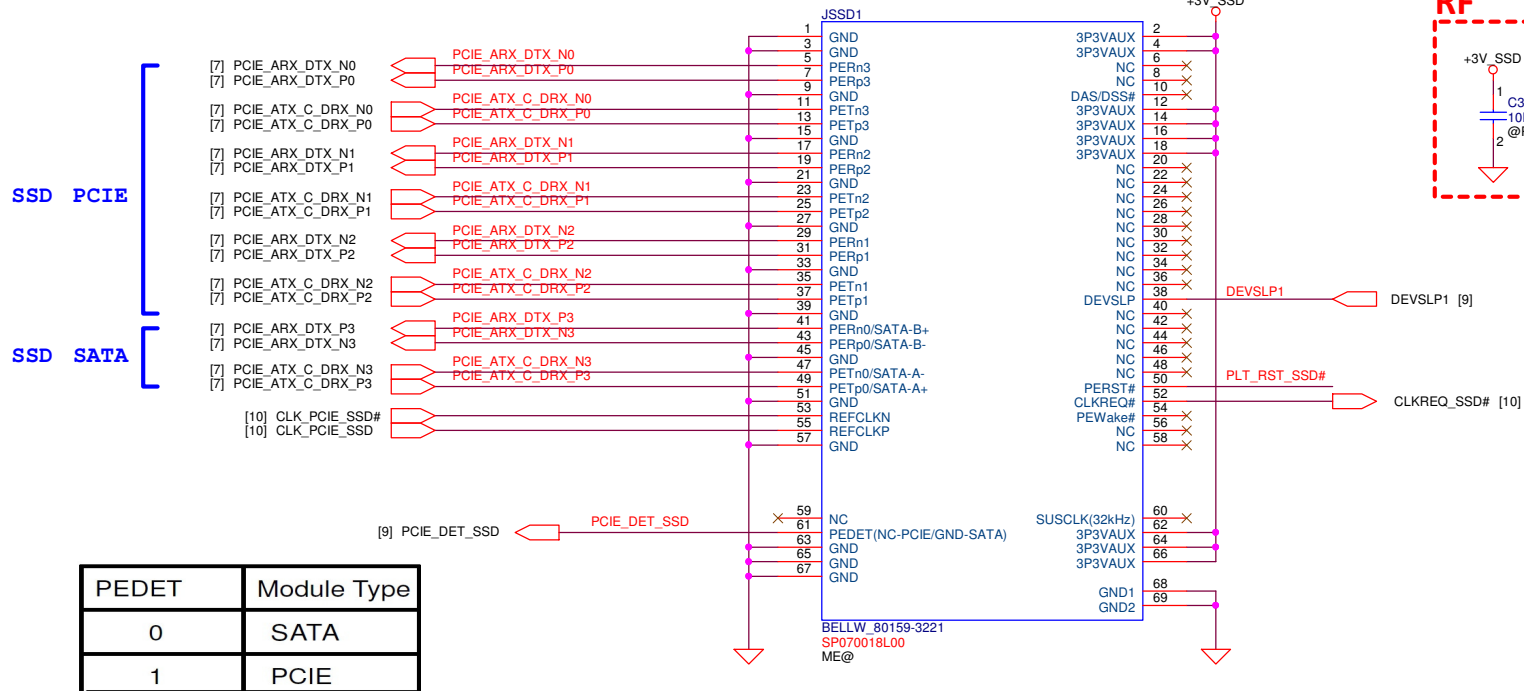 +3V_SSD
RF
JSSD1
1 GND
3 GND
5 PERn3
7 PERp3
9 GND
11 PETn3
13 PETp3
15 GND
17 PERn2
19 PERp2
21 GND
23 PETn2
25 PETp2
27 GND
29 PERn1
31 PERp1
33 GND
35 PETn1
37 PETp1
39 GND
41 PERn0/SATA-B+
43 PERp0/SATA-B-
45 GND
47 PETn0/SATA-A-
49 PETp0/SATA-A+
51 GND
53 REFCLKN
55 REFCLKP
57 GND
59 NC
61 PEDET(NC-PCIE/GND-SATA)
63 GND
65 GND
67 GND
3P3VAUX 2
3P3VAUX 4
NC 6
NC 8
DAS/DSS# 10
3P3VAUX 12
3P3VAUX 14
3P3VAUX 16
3P3VAUX 18
NC 20
NC 22
NC 24
NC 26
NC 28
NC 30
NC 32
NC 34
NC 36
DEVSLP 38
NC 40
NC 42
NC 44
NC 46
NC 48
PERST# 50
CLKREQ# 52
PEWake# 54
NC 56
NC 58
SUSCLK(32kHz) 60
3P3VAUX 62
3P3VAUX 64
3P3VAUX 66
GND1 68
GND2 69
BELLW_80159-3221
SP070018L00
ME@
SSD PCIE
[7] PCIE_ARX_DTX_N0 PCIE_ARX_DTX_N0
[7] PCIE_ARX_DTX_P0 PCIE_ARX_DTX_P0
[7] PCIE_ATX_C_DRX_N0 PCIE_ATX_C_DRX_N0
[7] PCIE_ATX_C_DRX_P0 PCIE_ATX_C_DRX_P0
[7] PCIE_ARX_DTX_N1 PCIE_ARX_DTX_N1
[7] PCIE_ARX_DTX_P1 PCIE_ARX_DTX_P1
[7] PCIE_ATX_C_DRX_N1 PCIE_ATX_C_DRX_N1
[7] PCIE_ATX_C_DRX_P1 PCIE_ATX_C_DRX_P1
[7] PCIE_ARX_DTX_N2 PCIE_ARX_DTX_N2
[7] PCIE_ARX_DTX_P2 PCIE_ARX_DTX_P2
[7] PCIE_ATX_C_DRX_N2 PCIE_ATX_C_DRX_N2
[7] PCIE_ATX_C_DRX_P2 PCIE_ATX_C_DRX_P2
SSD SATA
[7] PCIE_ARX_DTX_P3 PCIE_ARX_DTX_P3
[7] PCIE_ARX_DTX_N3 PCIE_ARX_DTX_N3
[7] PCIE_ATX_C_DRX_N3 PCIE_ATX_C_DRX_N3
[7] PCIE_ATX_C_DRX_P3 PCIE_ATX_C_DRX_P3
[10] CLK_PCIE_SSD#
[10] CLK_PCIE_SSD
[9] PCIE_DET_SSD PCIE_DET_SSD
DEVSLP1 DEVSLP1 [9]
PLT_RST_SSD#
CLKREQ_SSD# [10]
+3V_SSD
1
2
PEDET Module Type
0 SATA
1 PCIE